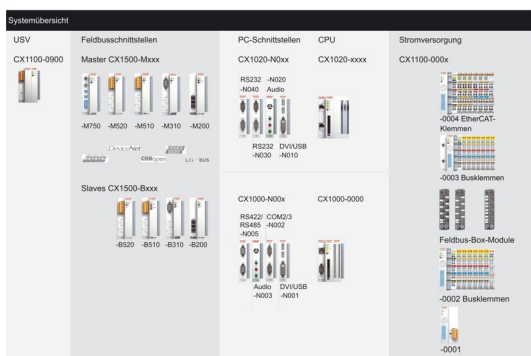 Systemübersicht
USV
CX1100-0900
Feldbusschnittstellen
Master CX1500-Mxxx
-M750 -M520 -M510 -M310 -M200
DeviceNet
CANopen
BUS
Slaves CX1500-Bxxx
-B520 -B510 -B310 -B200
PC-Schnittstellen
CX1020-N0xx
RS232 -N020
-N040 Audio
RS232 DVI/USB
-N030 -N010
CX1000-N00x
RS422/ COM2/3
RS485 -N002
-N005
Audio DVI/USB
-N003 -N001
CPU
CX1020-xxxx
CX1000-0000
Stromversorgung
CX1100-000x
-0004 EtherCAT-
Klemmen
-0003 Busklemmen
Feldbus-Box-Module
-0002 Busklemmen
-0001